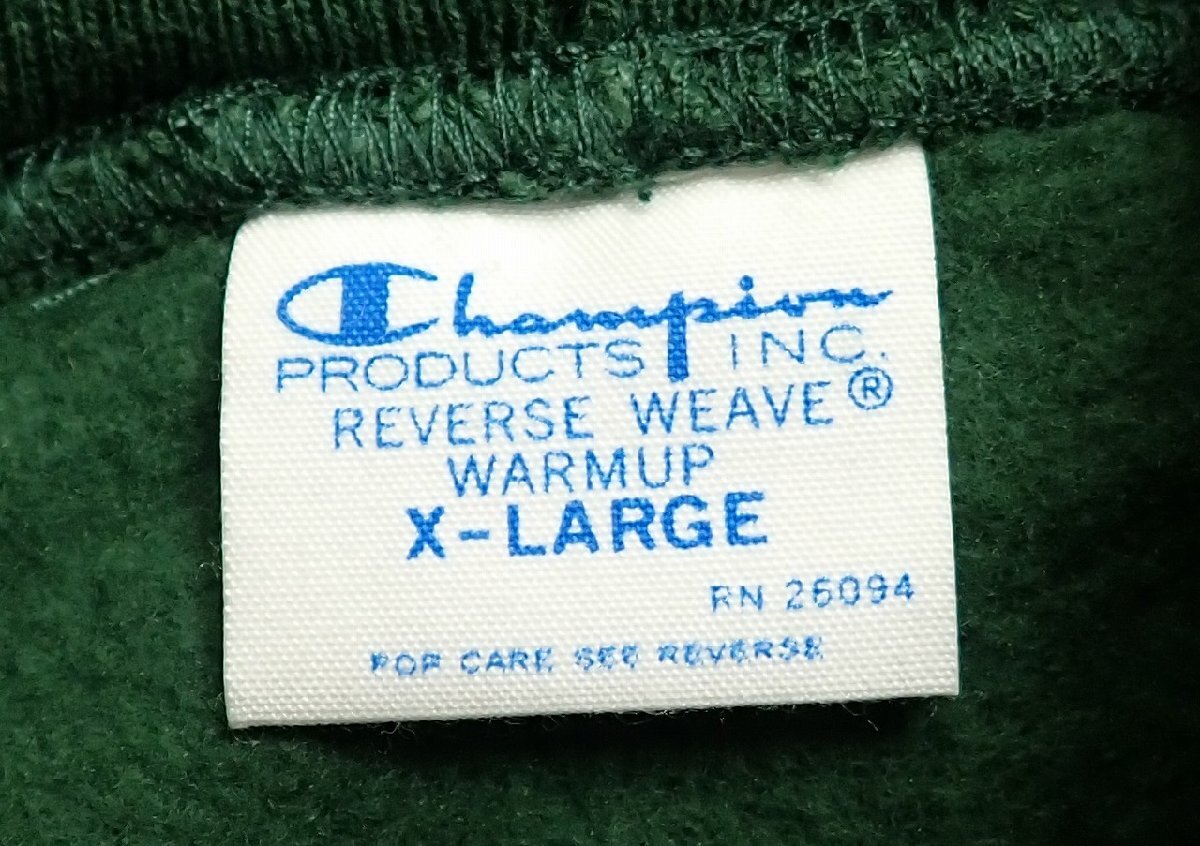 Champion
PRODUCTS INC.
REVERSE WEAVE ®
WARMUP
X-LARGE
RN 26094
FOR CARE SEE REVERSE